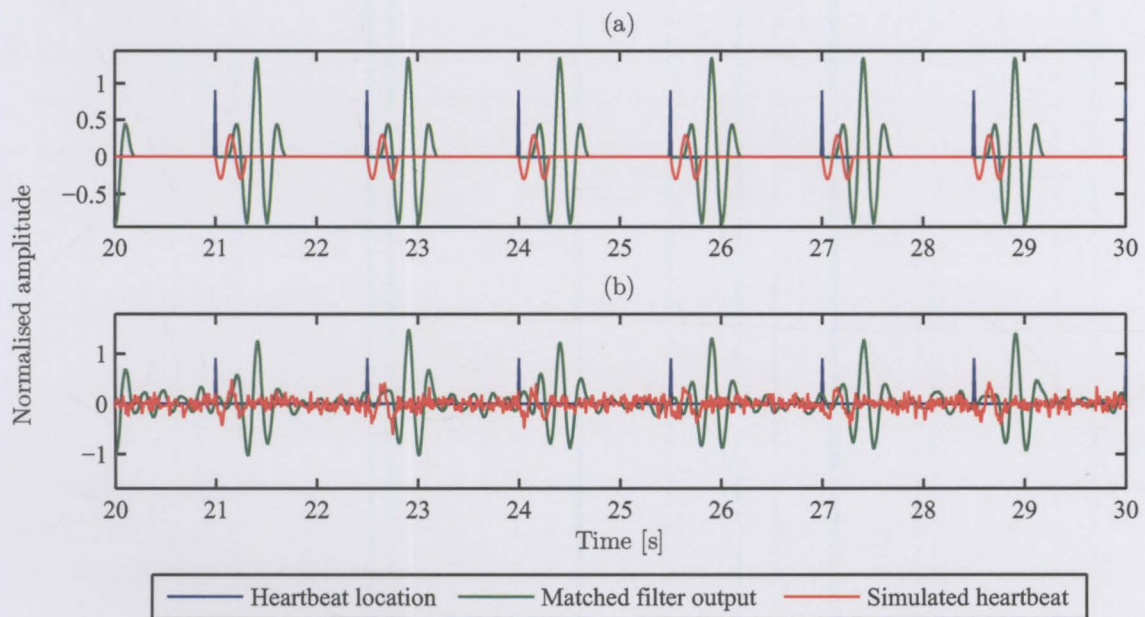 (a)
1
0.5
0
−0.5
20 21 22 23 24 25 26 27 28 29 30
(b)
1
0
−1
20 21 22 23 24 25 26 27 28 29 30
Normalised amplitude
Time [s]
Heartbeat location Matched filter output Simulated heartbeat